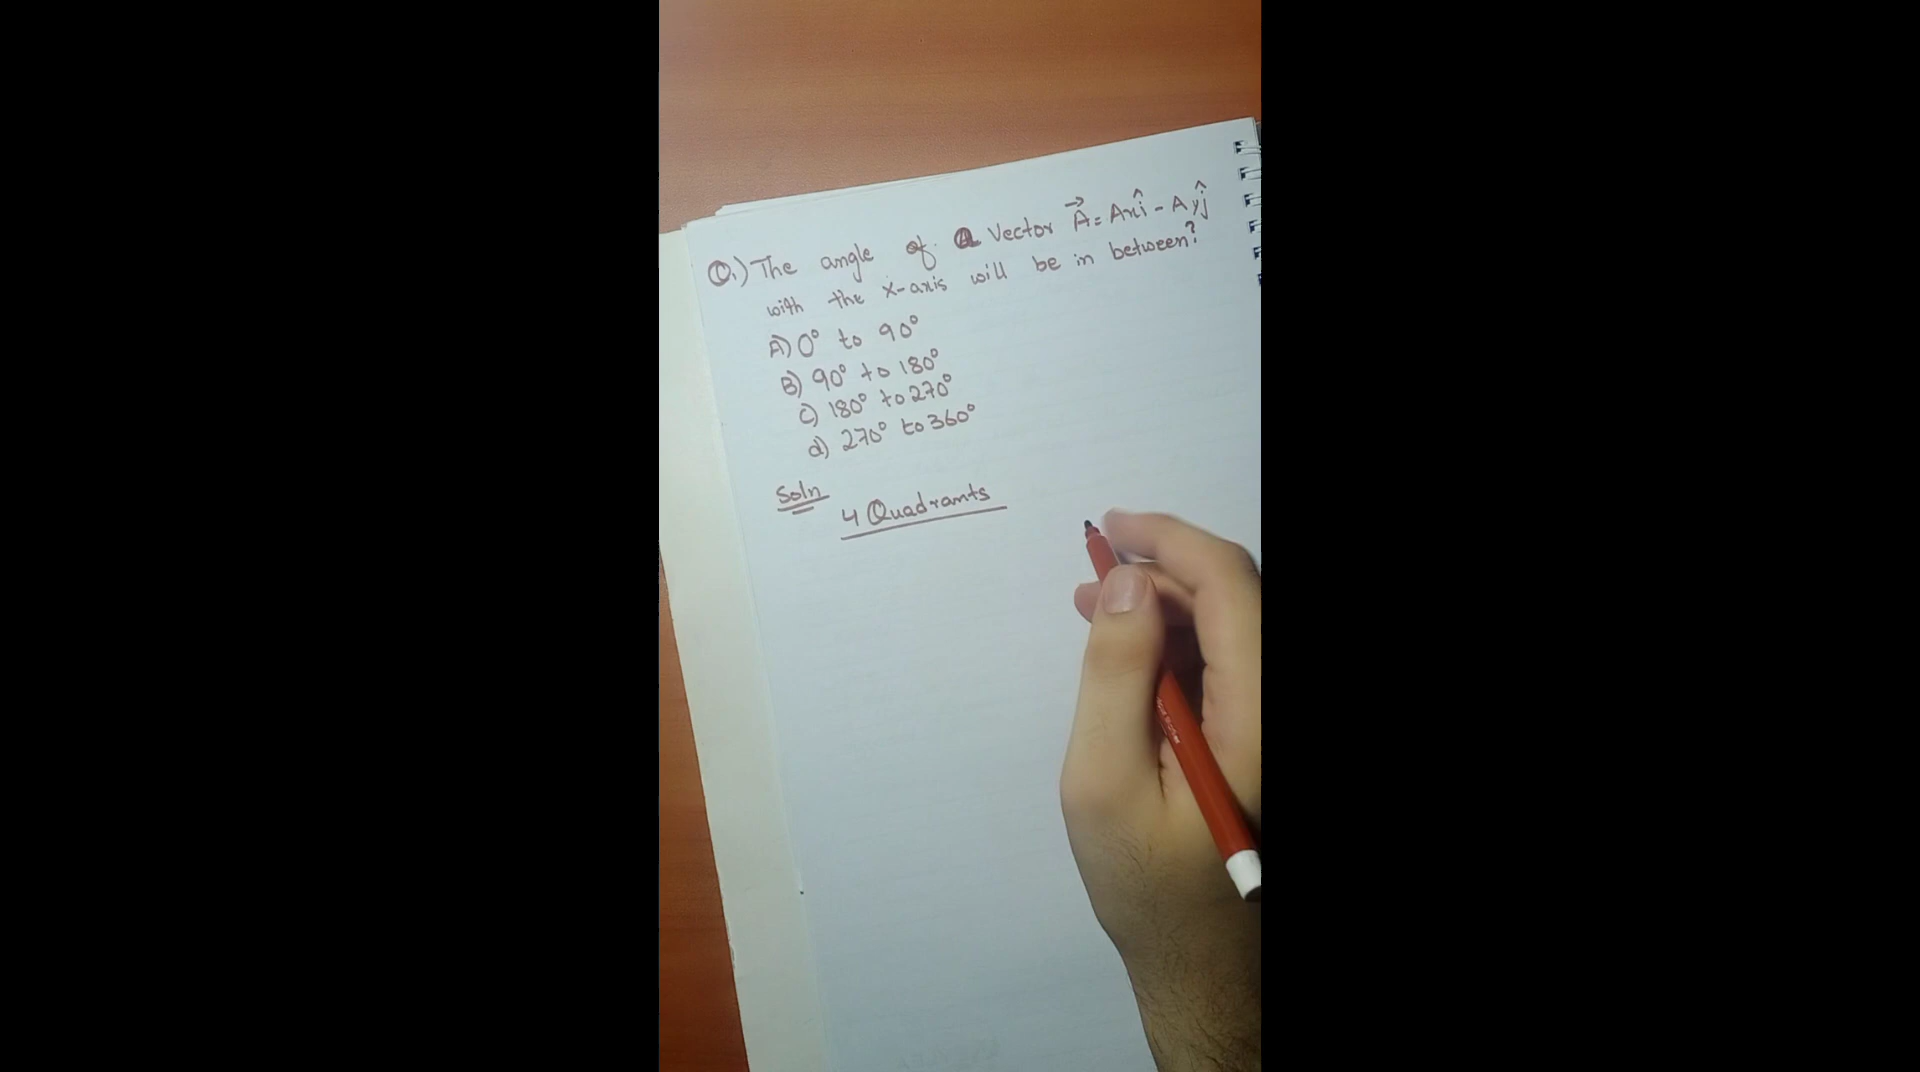 Q.) The angle of a Vector A⃗ = Axî - Ayĵ
with the x-axis will be in between?
A) 0° to 90°
B) 90° to 180°
C) 180° to 270°
d) 270° to 360°
Soln
4 Quadrants